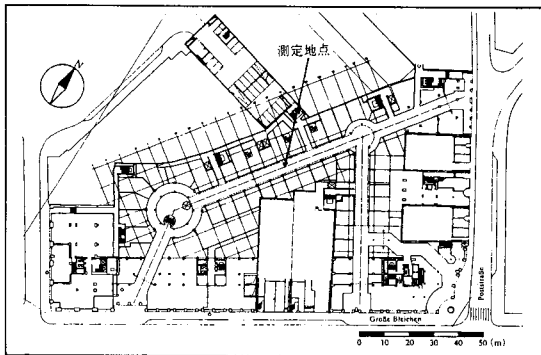 N
測定地点
Poststraße
Große Bleichen
0 10 20 30 40 50 (m)